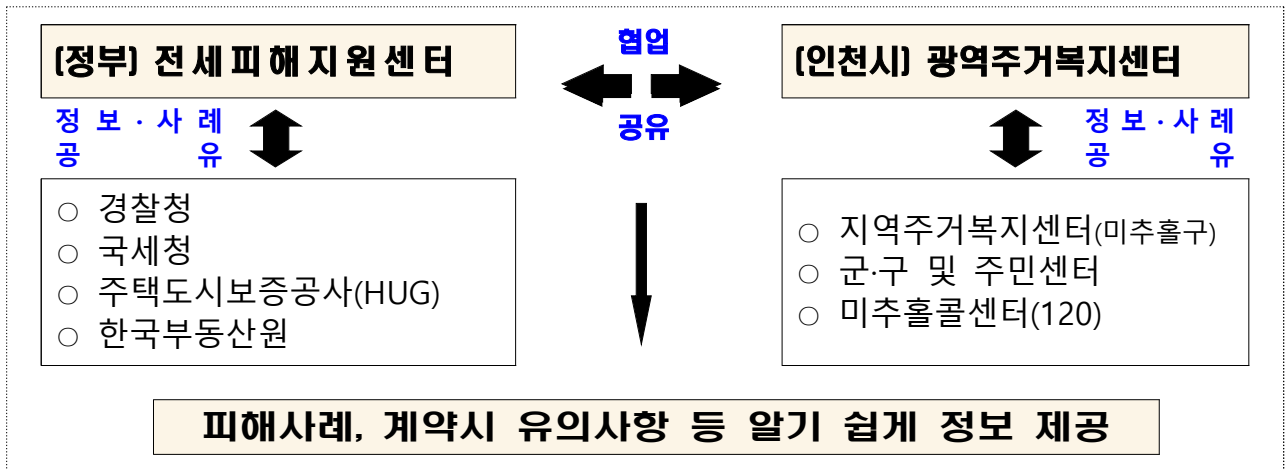 (정부) 전세피해지원센터
협업
공유
(인천시) 광역주거복지센터
정보·사례
공유
정보·사례
공유
○ 경찰청
○ 국세청
○ 주택도시보증공사(HUG)
○ 한국부동산원
○ 지역주거복지센터(미추홀구)
○ 군·구 및 주민센터
○ 미추홀콜센터(120)
피해사례, 계약시 유의사항 등 알기 쉽게 정보 제공